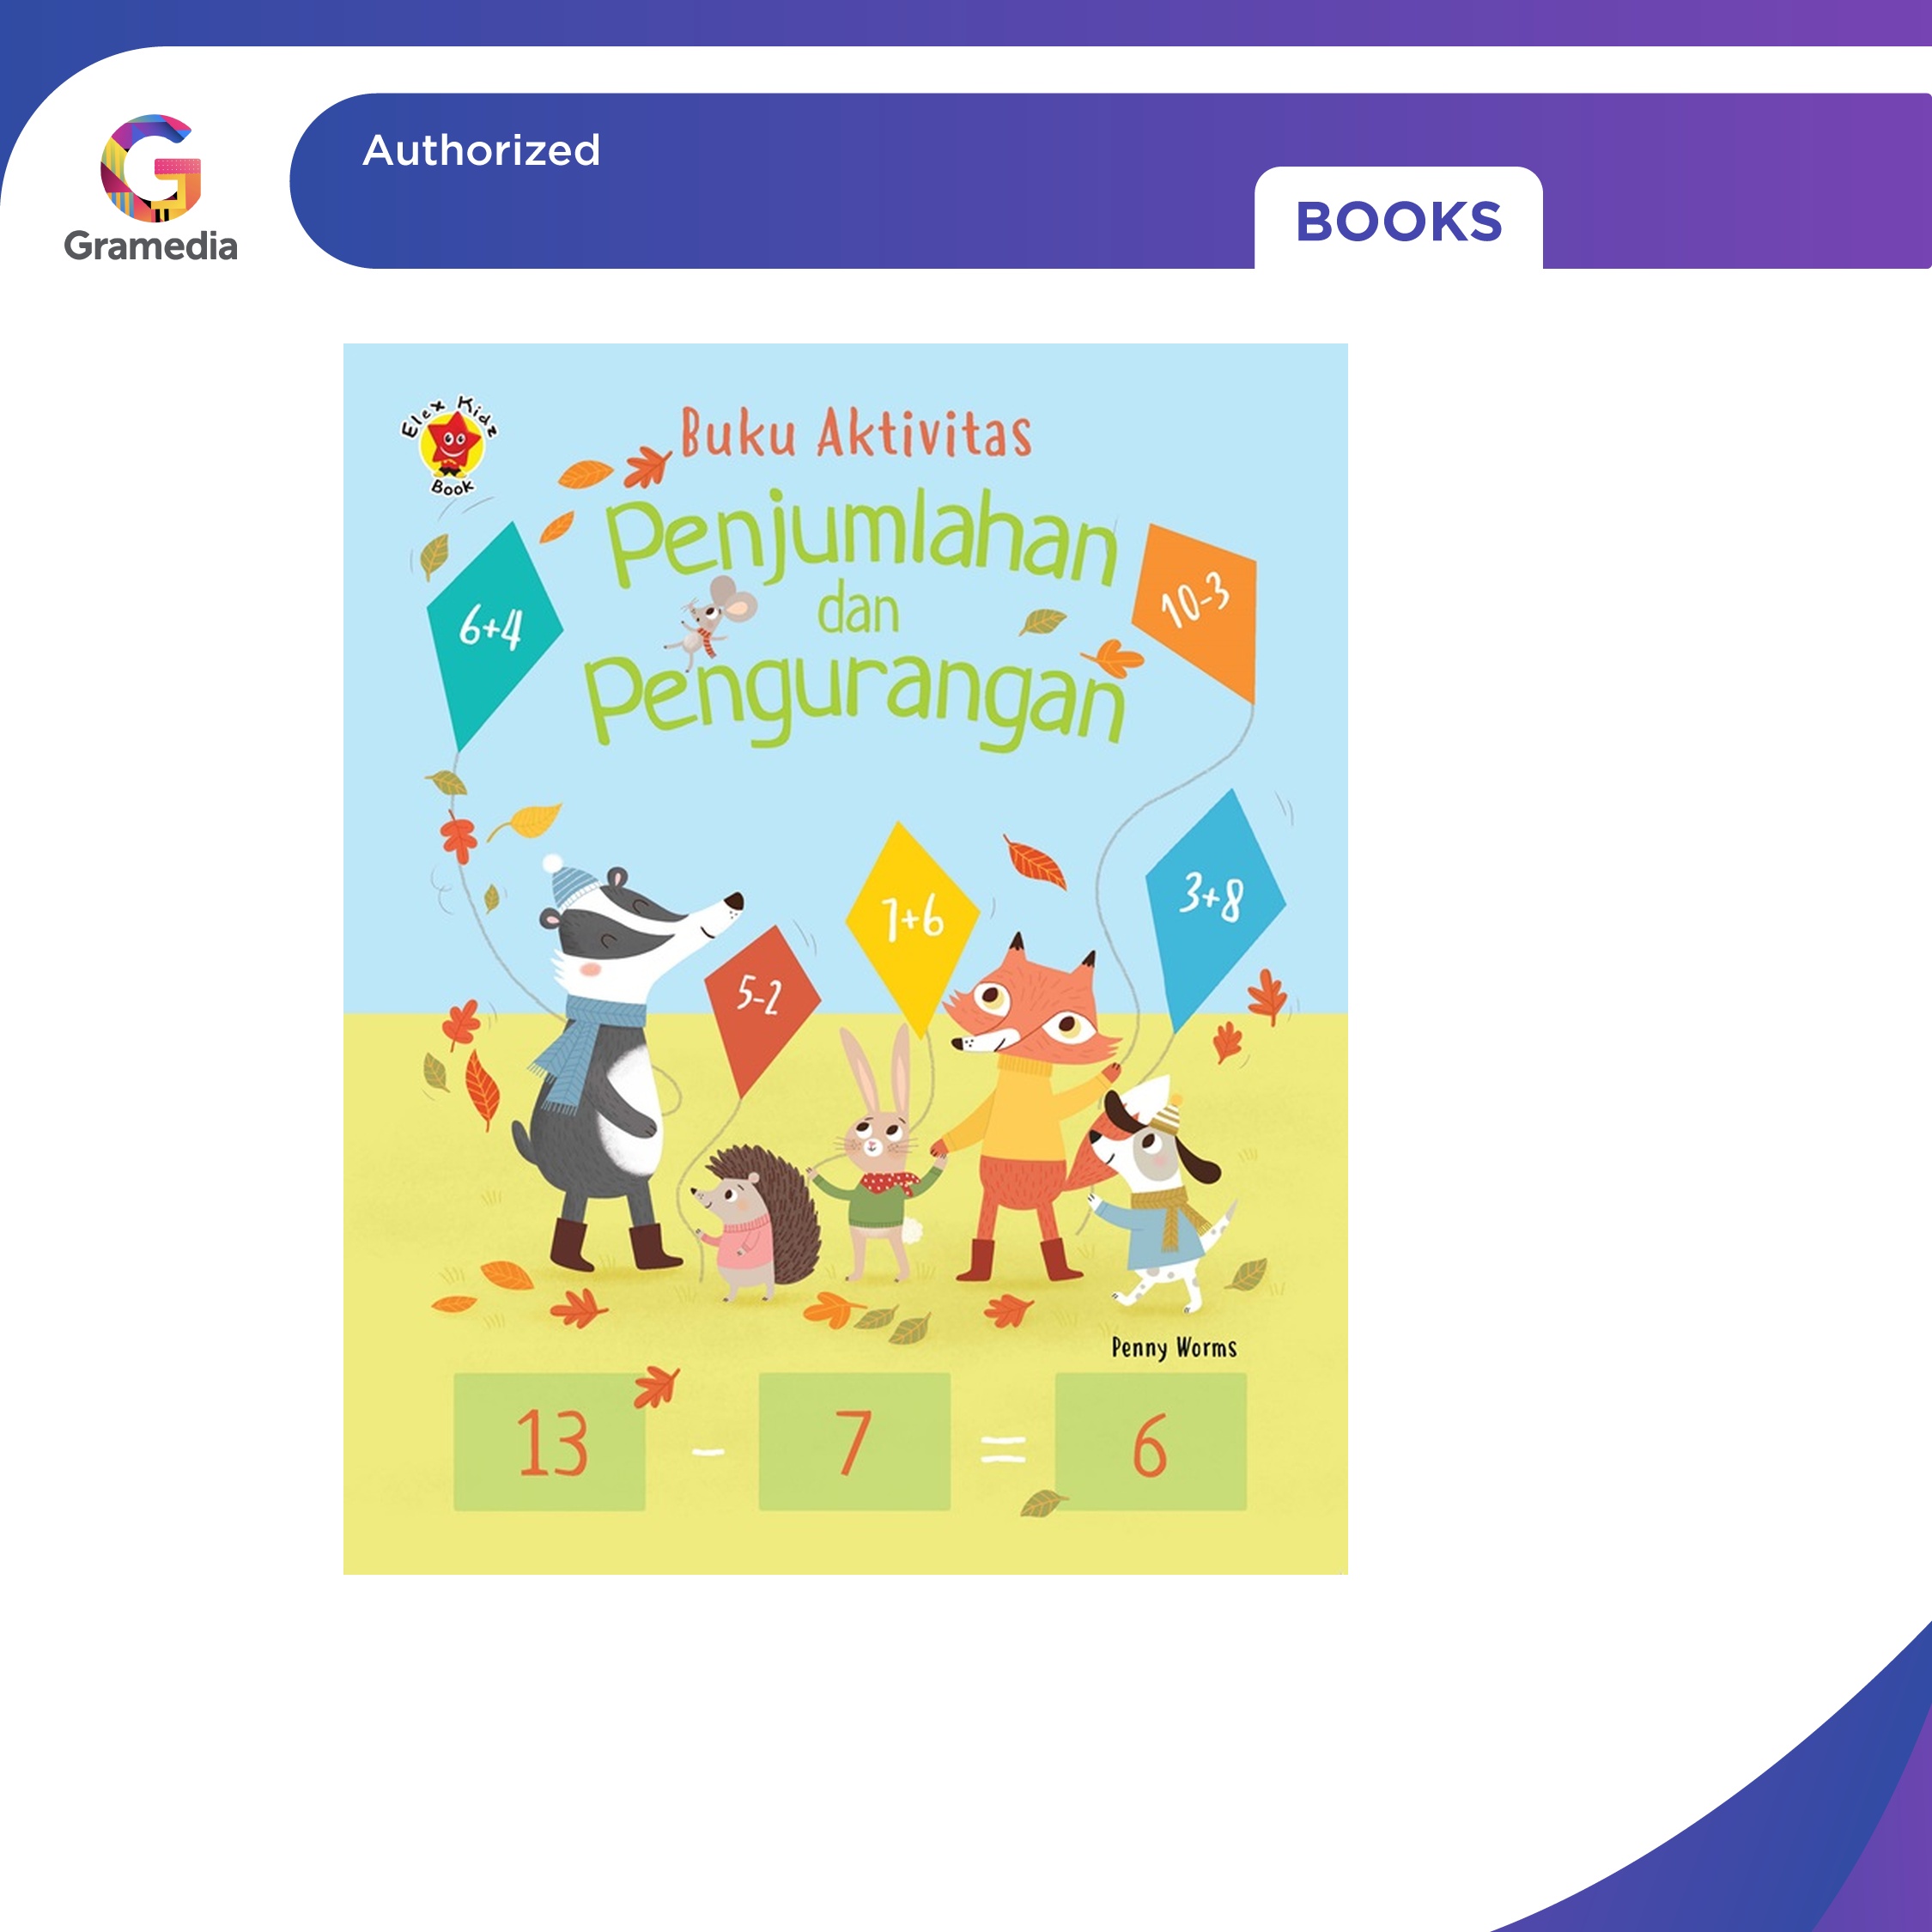 Authorized
Gramedia
BOOKS
Elex Kidz
Book
Buku Aktivitas
Penjumlahan
dan
Pengurangan
6+4
10-3
7+6
3+8
5-2
Penny Worms
13 - 7 = 6